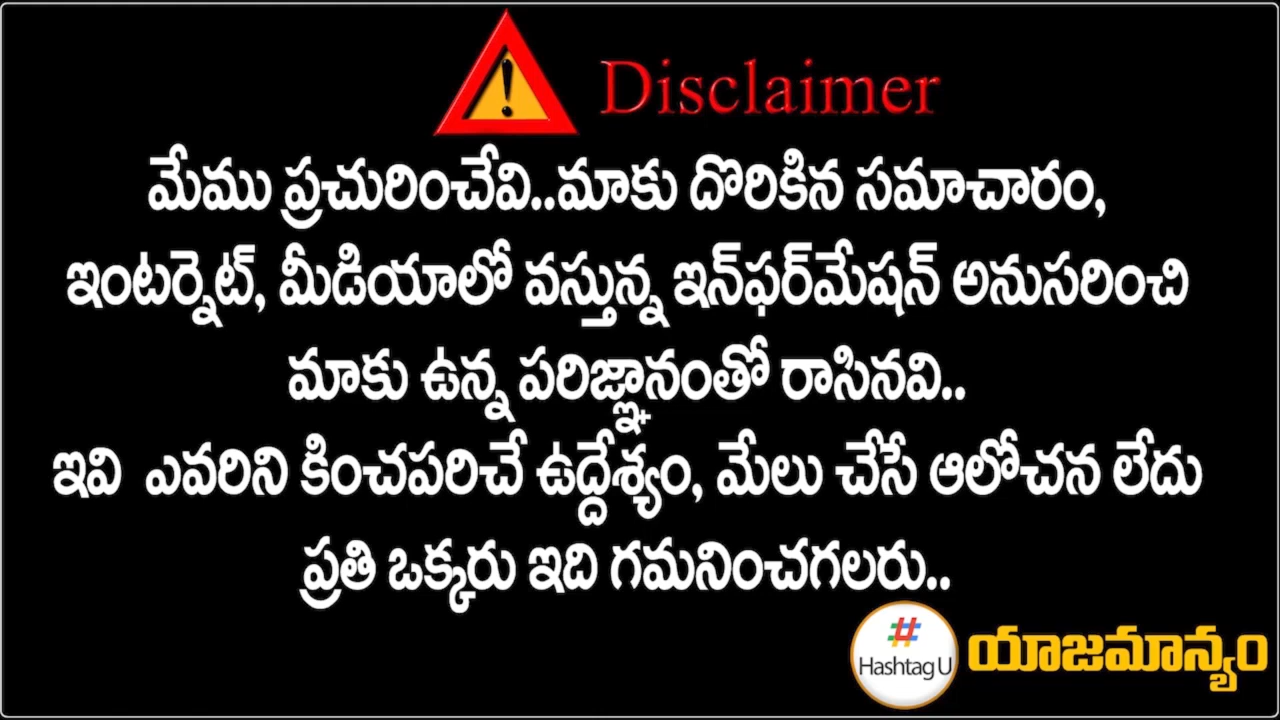 Disclaimer
మేము ప్రచురించేవి..మాకు దొరికిన సమాచారం,
ఇంటర్నెట్, మీడియాలో వస్తున్న ఇన్‌ఫర్‌మేషన్ అనుసరించి
మాకు ఉన్న పరిజ్ఞానంతో రాసినవి..
ఇవి ఎవరిని కించపరిచే ఉద్దేశ్యం, మేలు చేసే ఆలోచన లేదు
ప్రతి ఒక్కరు ఇది గమనించగలరు..
#
Hashtag U
యాజమాన్యం